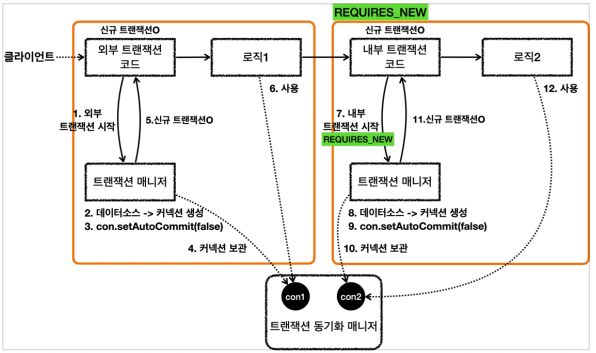 REQUIRES_NEW
신규 트랜잭션O
신규 트랜잭션O
클라이언트
외부 트랜잭션
코드
로직1
내부 트랜잭션
코드
로직2
6. 사용
12. 사용
1. 외부
트랜잭션 시작
5.신규 트랜잭션O
7. 내부
트랜잭션 시작
REQUIRES_NEW
11.신규 트랜잭션O
트랜잭션 매니저
트랜잭션 매니저
2. 데이터소스 -> 커넥션 생성
3. con.setAutoCommit(false)
4. 커넥션 보관
8. 데이터소스 -> 커넥션 생성
9. con.setAutoCommit(false)
10. 커넥션 보관
con1
con2
트랜잭션 동기화 매니저